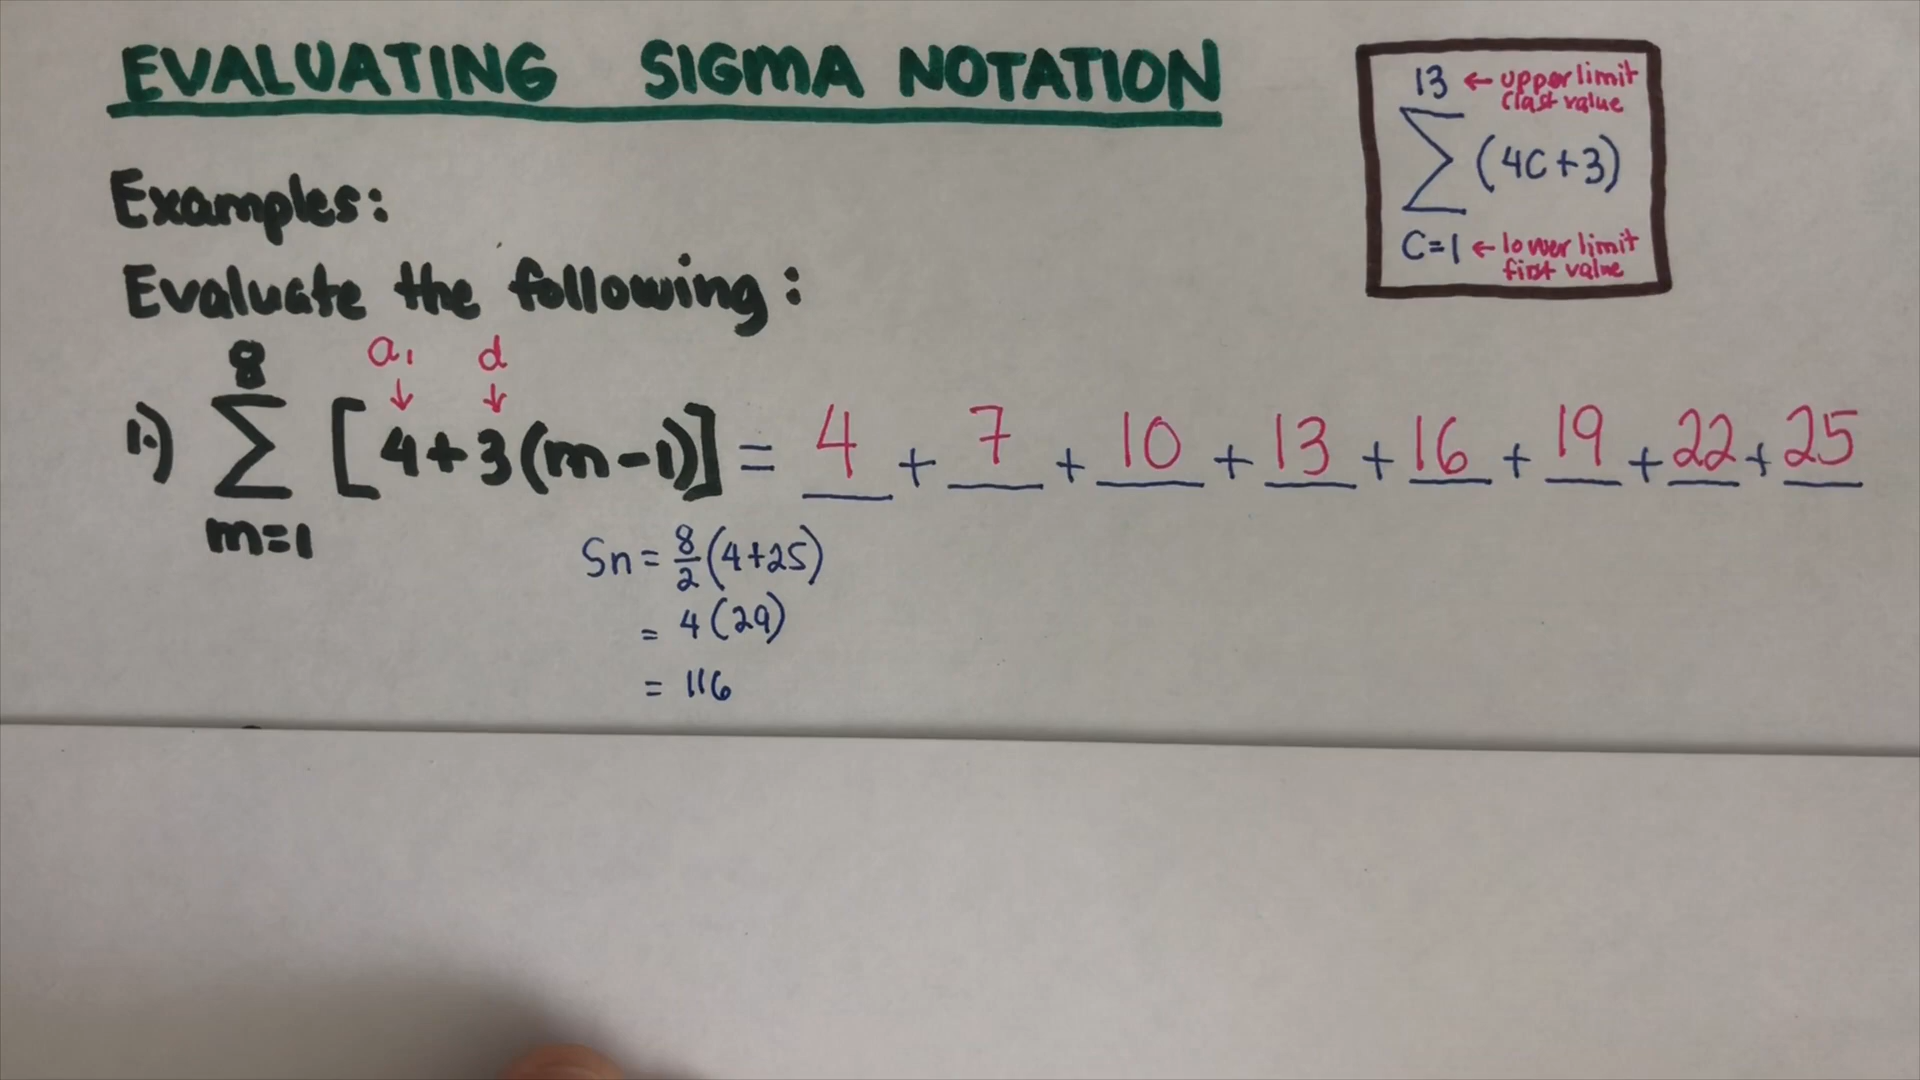 EVALUATING SIGMA NOTATION
13 ← upper limit
(last value
∑ (4C+3)
C=1 ← lower limit
first value
Examples:
Evaluate the following:
a₁ d
↓ ↓
8
1.) ∑ [4+3(m-1)] = 4 + 7 + 10 + 13 + 16 + 19 + 22 + 25
m=1
Sn = 8/2 (4+25)
= 4(29)
= 116